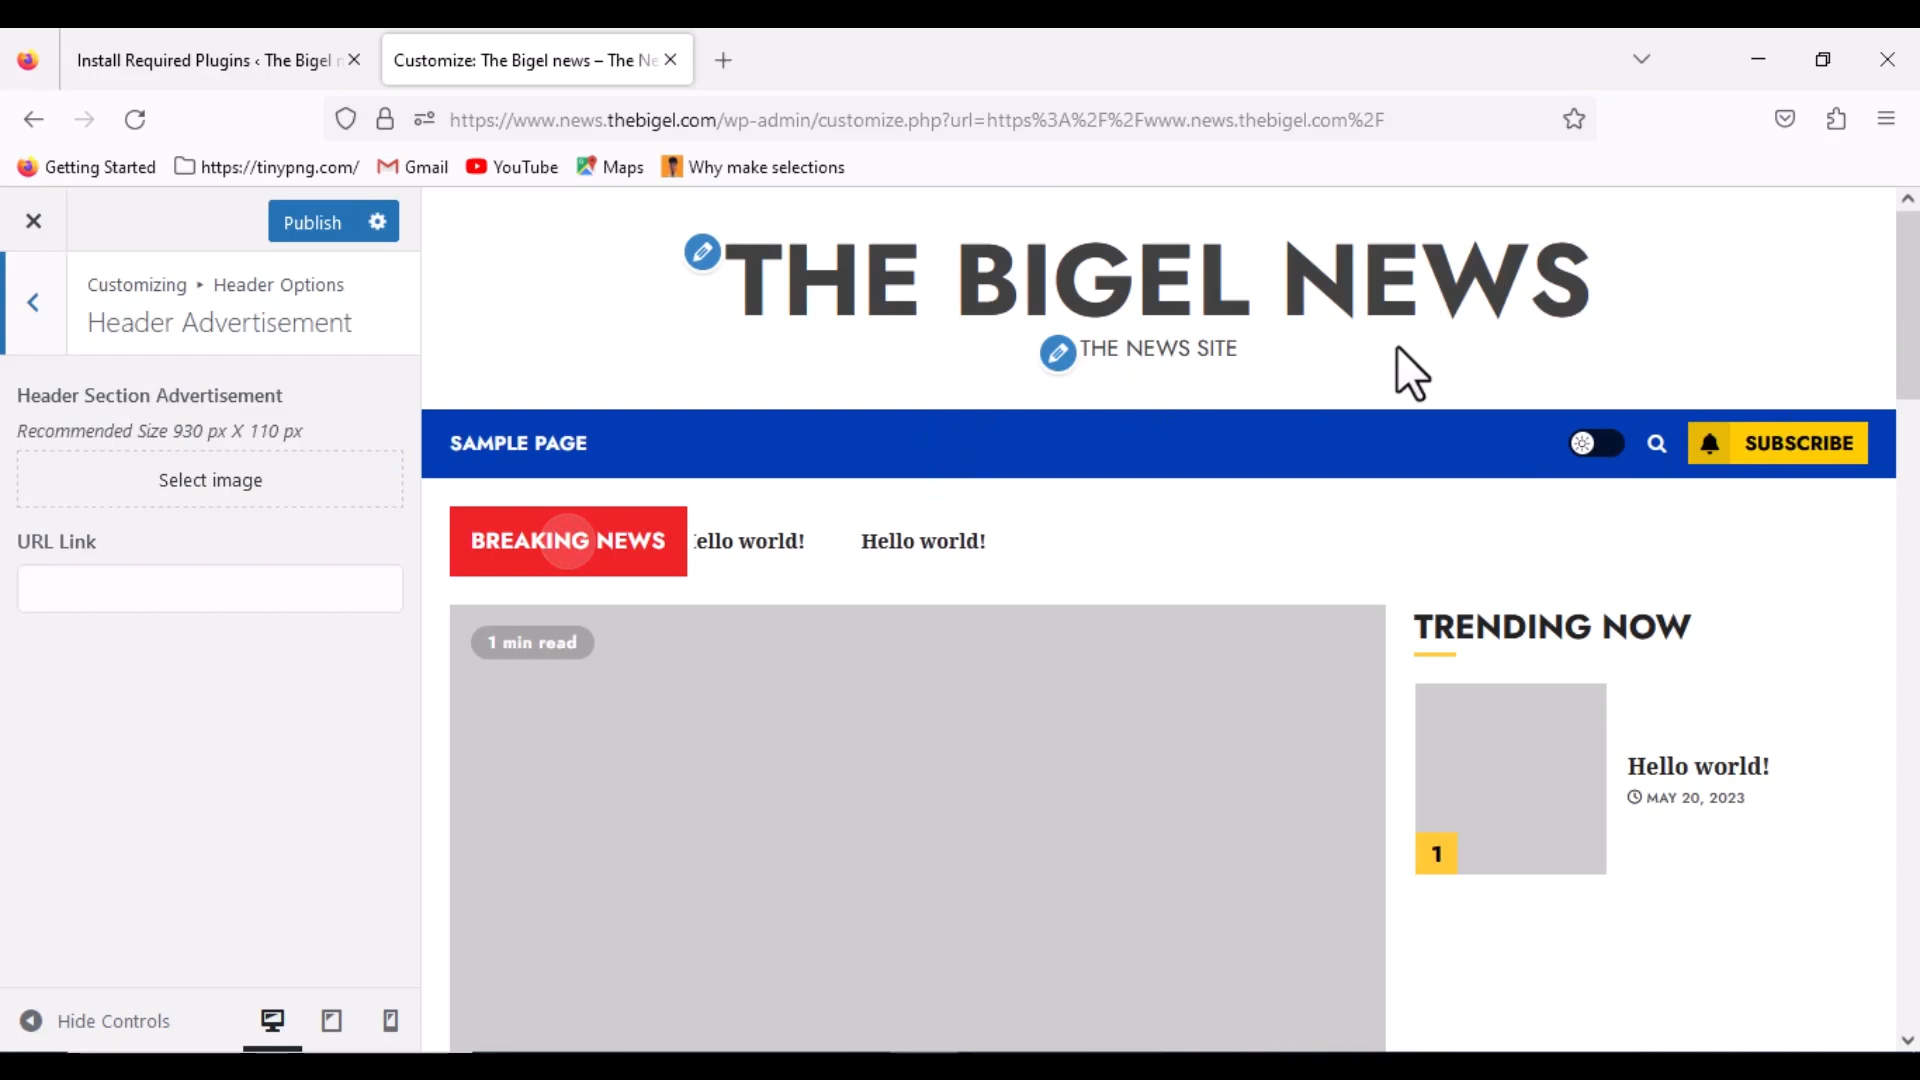 Install Required Plugins ‹ The Bigel n
Customize: The Bigel news – The Ne
https://www.news.thebigel.com/wp-admin/customize.php?url=https%3A%2F%2Fwww.news.thebigel.com%2F
Getting Started
https://tinypng.com/
Gmail
YouTube
Maps
Why make selections
Publish
Customizing ▸ Header Options
Header Advertisement
Header Section Advertisement
Recommended Size 930 px X 110 px
Select image
URL Link
Hide Controls
THE BIGEL NEWS
THE NEWS SITE
SAMPLE PAGE
SUBSCRIBE
BREAKING NEWS
ello world!
Hello world!
1 min read
TRENDING NOW
Hello world!
MAY 20, 2023
1